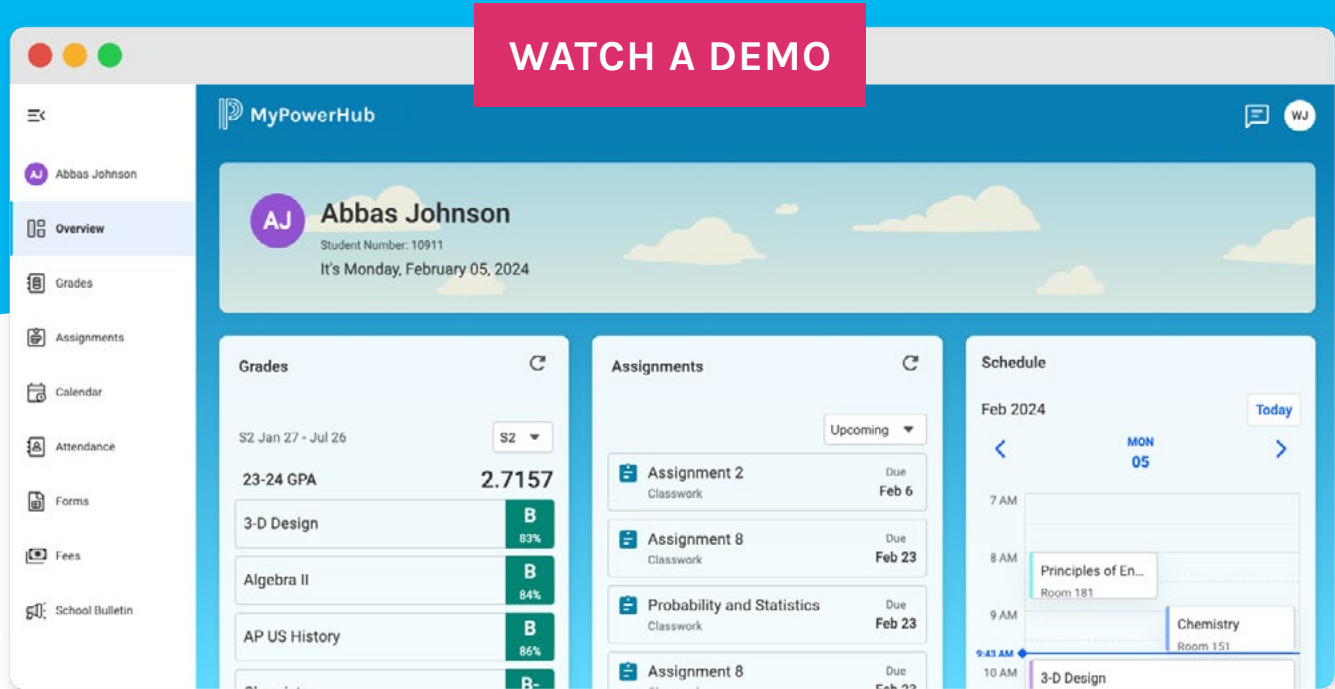 WATCH A DEMO
MyPowerHub
WJ
AJ
Abbas Johnson
Overview
Grades
Assignments
Calendar
Attendance
Forms
Fees
School Bulletin
AJ
Abbas Johnson
Student Number: 10911
It's Monday, February 05, 2024
Grades
S2 Jan 27 - Jul 26
S2
23-24 GPA
2.7157
3-D Design
B
83%
Algebra II
B
84%
AP US History
B
86%
B-
Assignments
Upcoming
Assignment 2
Classwork
Due
Feb 6
Assignment 8
Classwork
Due
Feb 23
Probability and Statistics
Classwork
Due
Feb 23
Assignment 8
Due
Schedule
Feb 2024
Today
MON
05
7 AM
8 AM
Principles of En...
Room 181
9 AM
Chemistry
Room 151
9:43 AM
10 AM
3-D Design